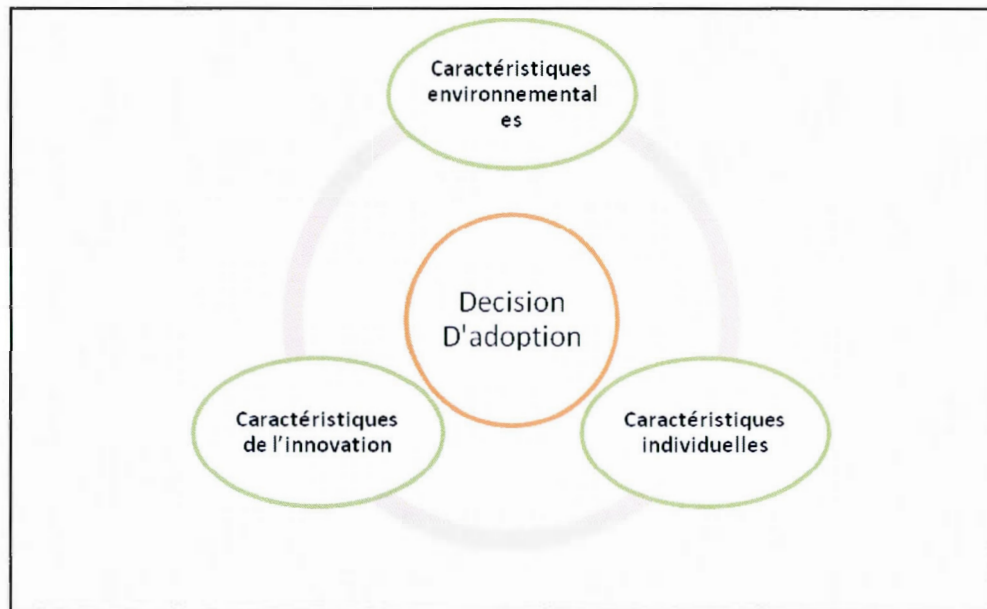 Caractéristiques
environnemental
es
Decision
D'adoption
Caractéristiques
de l'innovation
Caractéristiques
individuelles